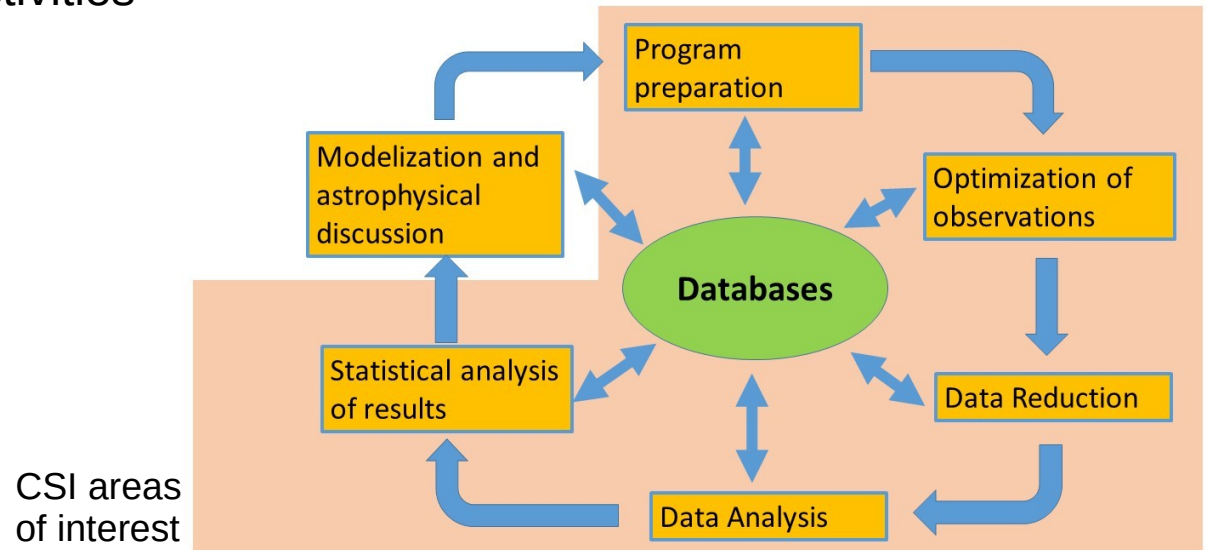 Program
preparation
Modelization and
astrophysical
discussion
Optimization of
observations
Databases
Statistical analysis
of results
Data Reduction
CSI areas
of interest
Data Analysis